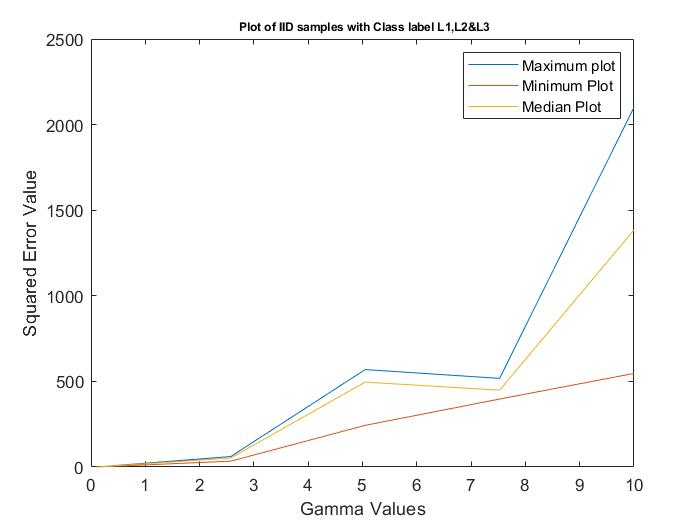 Plot of IID samples with Class label L1,L2&L3
2500
Maximum plot
Minimum Plot
Median Plot
2000
1500
1000
500
0
Squared Error Value
0 1 2 3 4 5 6 7 8 9 10
Gamma Values